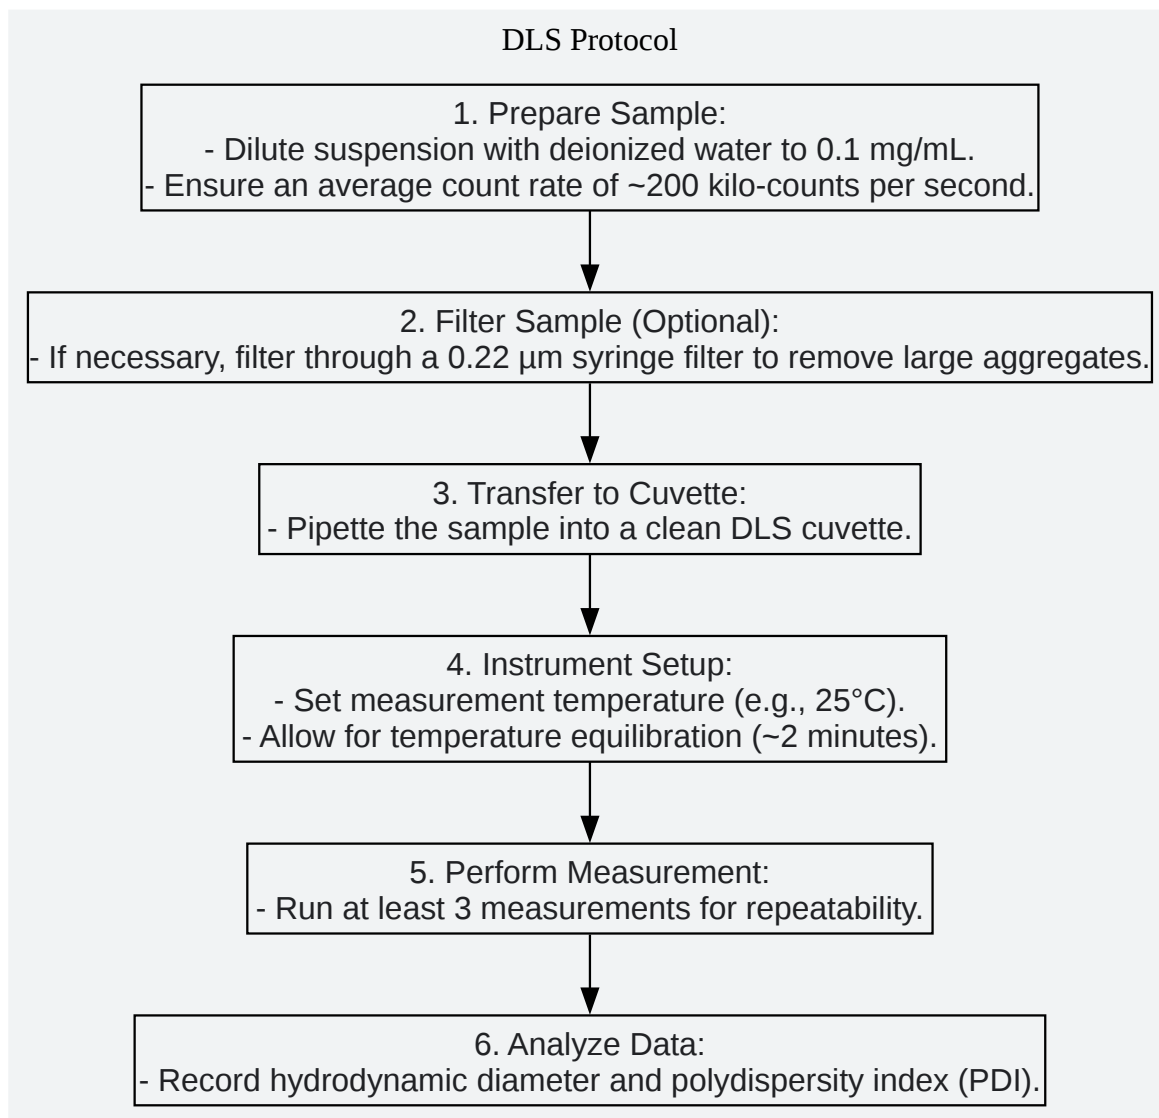 DLS Protocol
1. Prepare Sample:
- Dilute suspension with deionized water to 0.1 mg/mL.
- Ensure an average count rate of ~200 kilo-counts per second.
2. Filter Sample (Optional):
- If necessary, filter through a 0.22 µm syringe filter to remove large aggregates.
3. Transfer to Cuvette:
- Pipette the sample into a clean DLS cuvette.
4. Instrument Setup:
- Set measurement temperature (e.g., 25°C).
- Allow for temperature equilibration (~2 minutes).
5. Perform Measurement:
- Run at least 3 measurements for repeatability.
6. Analyze Data:
- Record hydrodynamic diameter and polydispersity index (PDI).